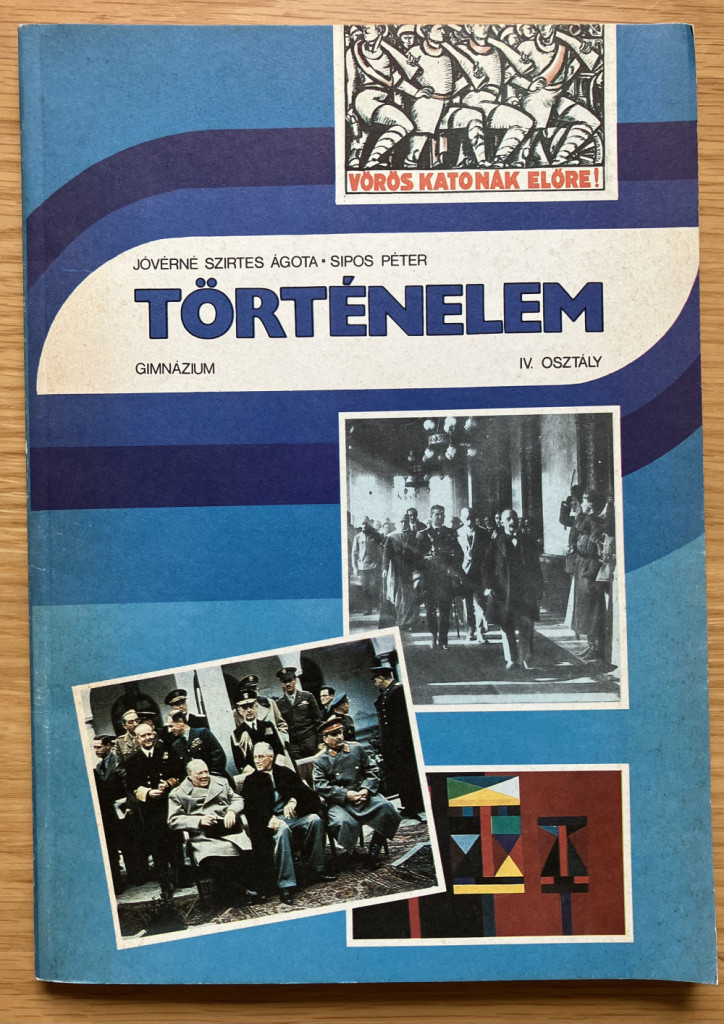 VÖRÖS KATONÁK ELŐRE!
JÓVÉRNÉ SZIRTES ÁGOTA • SIPOS PÉTER
TÖRTÉNELEM
GIMNÁZIUM IV. OSZTÁLY